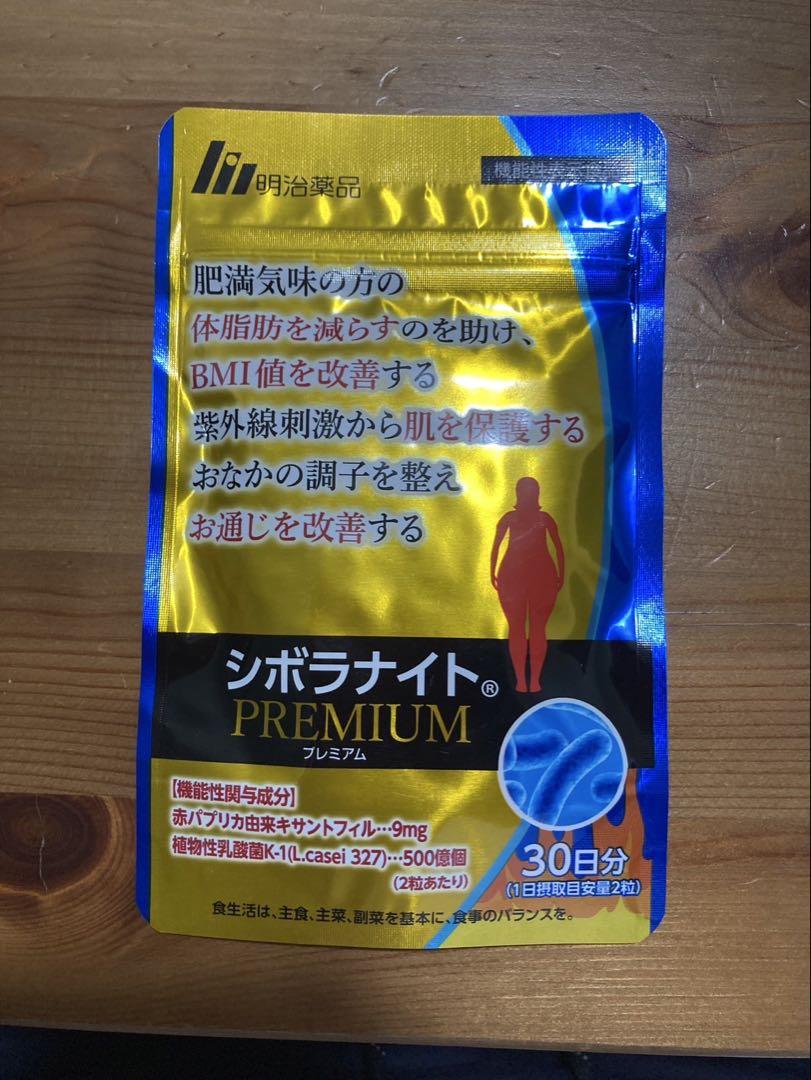 明治薬品
肥満気味の方の
体脂肪を減らすのを助け、
BMI値を改善する
紫外線刺激から肌を保護する
おなかの調子を整え
お通じを改善する
シボラナイト®
PREMIUM
プレミアム
【機能性関与成分】
赤パプリカ由来キサントフィル…9mg
植物性乳酸菌K-1(L.casei 327)…500億個
(2粒あたり)
30日分
(1日摂取目安量2粒)
食生活は、主食、主菜、副菜を基本に、食事のバランスを。